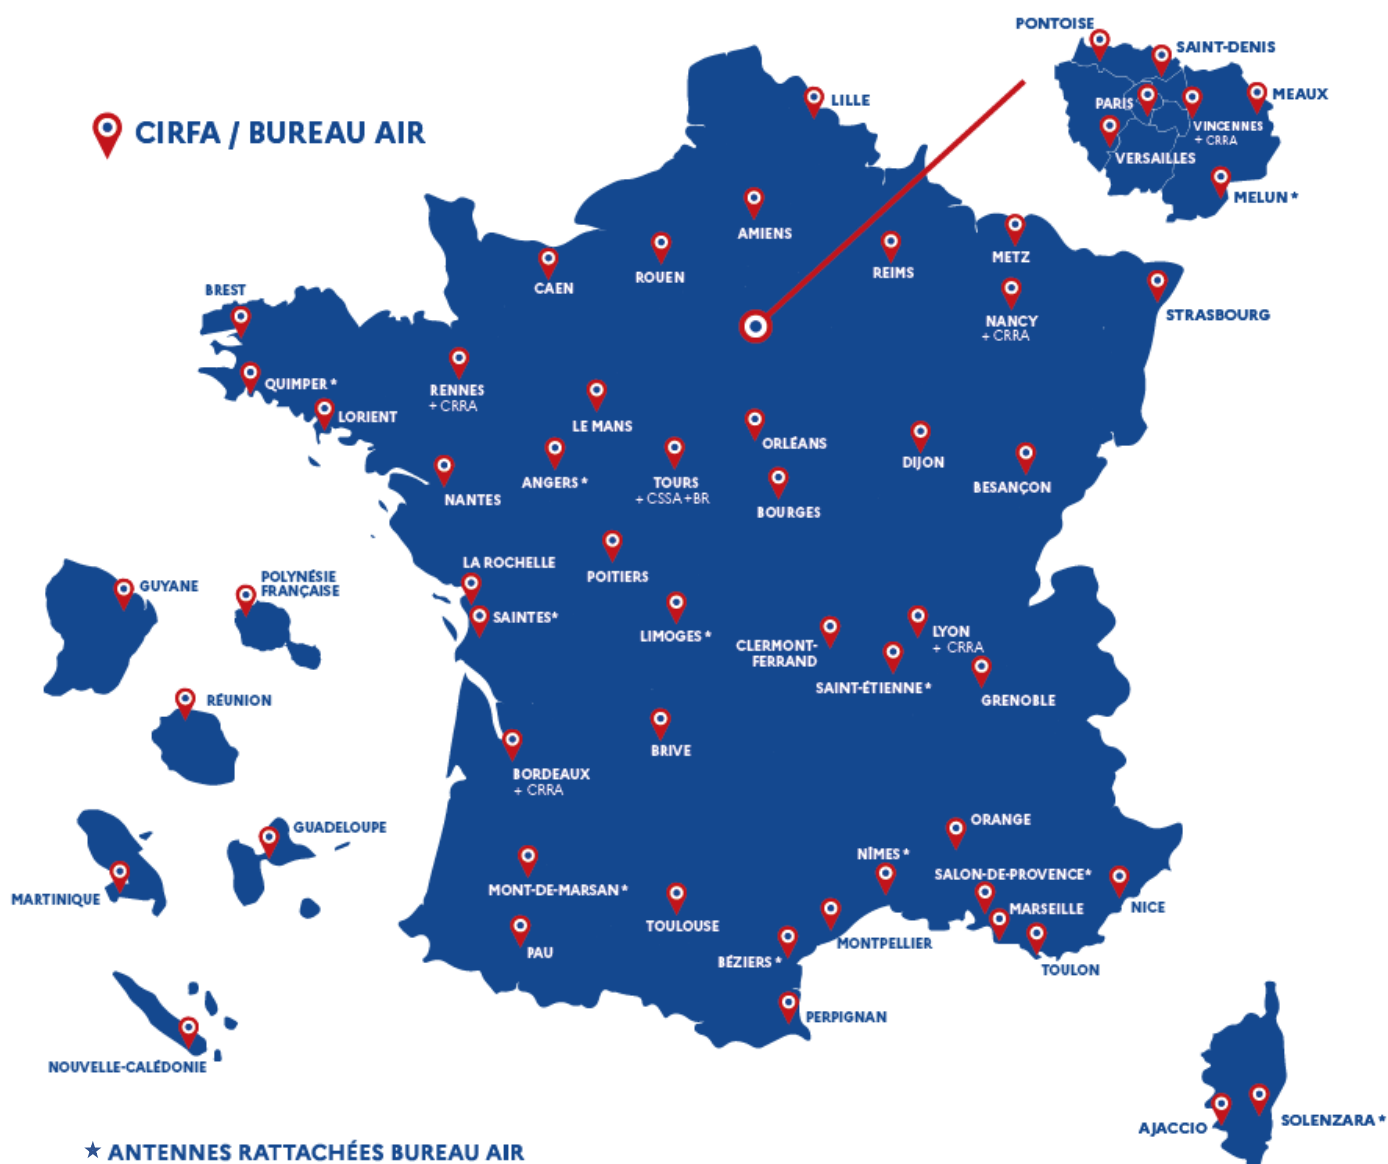 PONTOISE
SAINT-DENIS
MEAUX
PARIS
VINCENNES
+ CRRA
VERSAILLES
MELUN *
CIRFA / BUREAU AIR
LILLE
AMIENS
ROUEN
CAEN
REIMS
METZ
NANCY
+ CRRA
STRASBOURG
BREST
QUIMPER *
LORIENT
RENNES
+ CRRA
LE MANS
ORLÉANS
ANGERS *
TOURS
+ CSSA+BR
NANTES
BOURGES
DIJON
BESANÇON
LA ROCHELLE
POITIERS
SAINTES*
LIMOGES *
CLERMONT-
FERRAND
LYON
+ CRRA
SAINT-ÉTIENNE *
GRENOBLE
GUYANE
POLYNÉSIE
FRANÇAISE
RÉUNION
BRIVE
BORDEAUX
+ CRRA
GUADELOUPE
MARTINIQUE
ORANGE
NÎMES *
SALON-DE-PROVENCE*
MARSEILLE
NICE
MONT-DE-MARSAN *
TOULOUSE
PAU
MONTPELLIER
BÉZIERS *
TOULON
PERPIGNAN
NOUVELLE-CALÉDONIE
AJACCIO
SOLENZARA *
★ ANTENNES RATTACHÉES BUREAU AIR